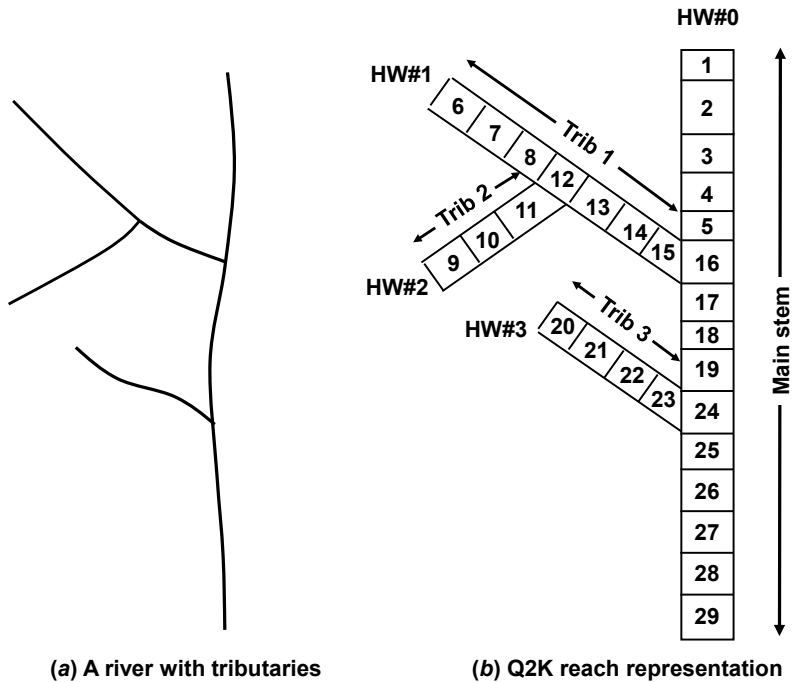 HW#0
HW#1
HW#2
HW#3
1
2
3
4
5
6
7
8
Trib 1
9
10
11
Trib 2
12
13
14
15
16
17
18
19
20
21
22
23
Trib 3
24
25
26
27
28
29
Main stem
(a) A river with tributaries
(b) Q2K reach representation